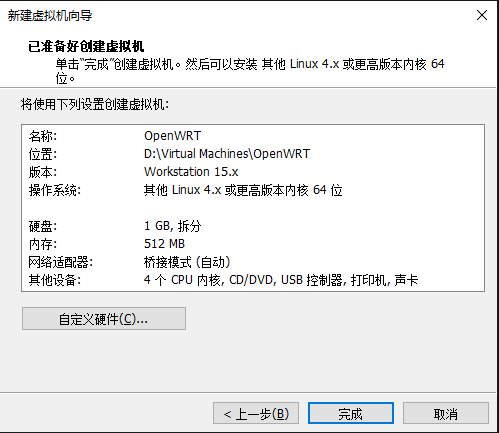 新建虚拟机向导
已准备好创建虚拟机
单击“完成”创建虚拟机。然后可以安装 其他 Linux 4.x 或更高版本内核 64
位。
将使用下列设置创建虚拟机:
名称: OpenWRT
位置: D:\Virtual Machines\OpenWRT
版本: Workstation 15.x
操作系统: 其他 Linux 4.x 或更高版本内核 64 位
硬盘: 1 GB, 拆分
内存: 512 MB
网络适配器: 桥接模式 (自动)
其他设备: 4 个 CPU 内核, CD/DVD, USB 控制器, 打印机, 声卡
自定义硬件(C)...
< 上一步(B) 完成 取消